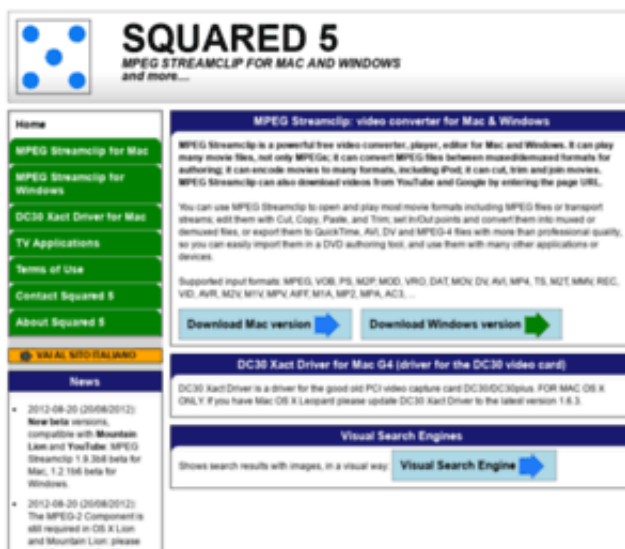 SQUARED 5
MPEG STREAMCLIP FOR MAC AND WINDOWS
and more....
Home
MPEG Streamclip for Mac
MPEG Streamclip for
Windows
DC30 Xact Driver for Mac
TV Applications
Terms of Use
Contact Squared 5
About Squared 5
VAI AL SITO ITALIANO
News
2012-08-20 (20/08/2012):
New beta versions,
compatible with Mountain
Lion and YouTube: MPEG
Streamclip 1.9.3b8 beta for
Mac, 1.2.1b6 beta for
Windows.
2012-08-20 (20/08/2012):
The MPEG-2 Component is
still required in OS X Lion
and Mountain Lion: please
MPEG Streamclip: video converter for Mac & Windows
MPEG Streamclip is a powerful free video converter, player, editor for Mac and Windows. It can play
many movie files, not only MPEGs; it can convert MPEG files between muxed/demuxed formats for
authoring; it can encode movies to many formats, including iPod; it can cut, trim and join movies.
MPEG Streamclip can also download videos from YouTube and Google by entering the page URL.
You can use MPEG Streamclip to open and play most movie formats including MPEG files or transport
streams; edit them with Cut, Copy, Paste, and Trim; set In/Out points and convert them into muxed or
demuxed files, or export them to QuickTime, AVI, DV and MPEG-4 files with more than professional quality,
so you can easily import them in a DVD authoring tool, and use them with many other applications or
devices.
Supported input formats: MPEG, VOB, PS, M2P, MOD, VRO, DAT, MOV, DV, AVI, MP4, TS, M2T, MMV, REC,
VID, AVR, M2V, M1V, MPV, AIFF, M1A, MP2, MPA, AC3, ...
Download Mac version
Download Windows version
DC30 Xact Driver for Mac G4 (driver for the DC30 video card)
DC30 Xact Driver is a driver for the good old PCI video capture card DC30/DC30plus. FOR MAC OS X
ONLY. If you have Mac OS X Leopard please update DC30 Xact Driver to the latest version 1.6.3.
Visual Search Engines
Shows search results with images, in a visual way:
Visual Search Engine